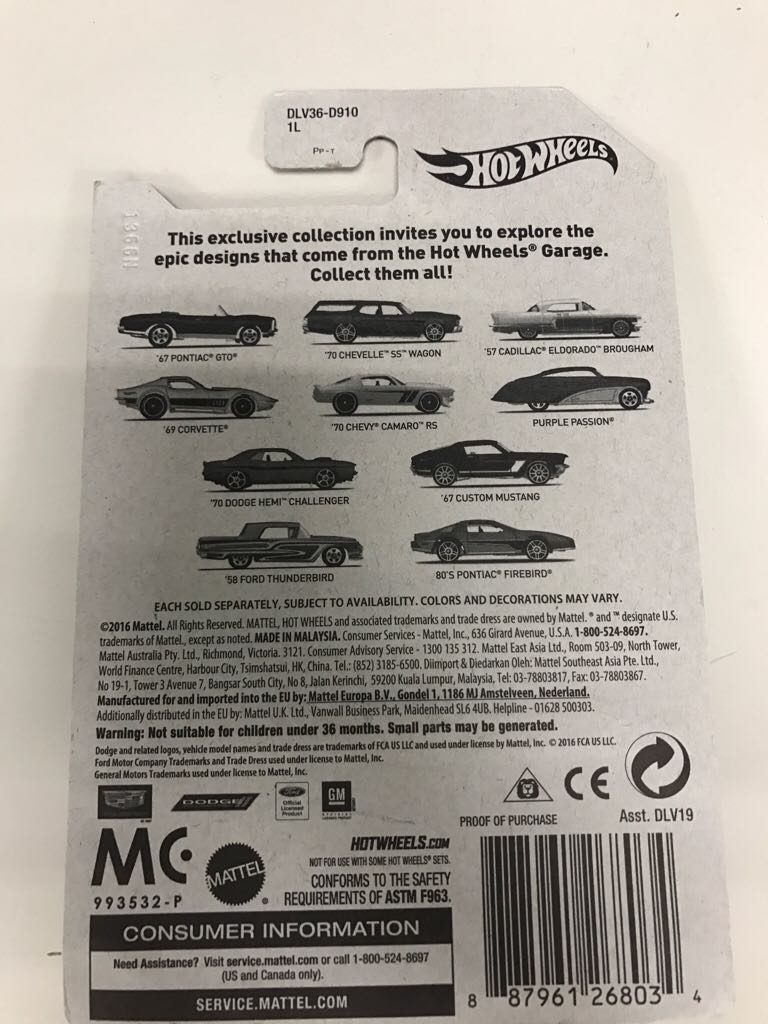 DLV36-D910
1L
PP-T
HOT WHEELS
1366N
This exclusive collection invites you to explore the
epic designs that come from the Hot Wheels® Garage.
Collect them all!
'67 PONTIAC® GTO®
'70 CHEVELLE™ SS™ WAGON
'57 CADILLAC® ELDORADO™ BROUGHAM
'69 CORVETTE®
'70 CHEVY® CAMARO™ RS
PURPLE PASSION®
'70 DODGE HEMI™ CHALLENGER
'67 CUSTOM MUSTANG
'58 FORD THUNDERBIRD
80'S PONTIAC® FIREBIRD®
EACH SOLD SEPARATELY, SUBJECT TO AVAILABILITY. COLORS AND DECORATIONS MAY VARY.
©2016 Mattel. All Rights Reserved. MATTEL, HOT WHEELS and associated trademarks and trade dress are owned by Mattel. ® and ™ designate U.S.
trademarks of Mattel., except as noted. MADE IN MALAYSIA. Consumer Services - Mattel, Inc., 636 Girard Avenue, U.S.A. 1-800-524-8697.
Mattel Australia Pty. Ltd., Richmond, Victoria. 3121. Consumer Advisory Service - 1300 135 312. Mattel East Asia Ltd., Room 503-09, North Tower,
World Finance Centre, Harbour City, Tsimshatsui, HK, China. Tel.: (852) 3185-6500. Diimport & Diedarkan Oleh: Mattel Southeast Asia Pte. Ltd.,
No 19-1, Tower 3 Avenue 7, Bangsar South City, No 8, Jalan Kerinchi, 59200 Kuala Lumpur, Malaysia, Tel: 03-78803817, Fax: 03-78803867.
Manufactured for and imported into the EU by: Mattel Europa B.V., Gondel 1, 1186 MJ Amstelveen, Nederland.
Additionally distributed in the EU by: Mattel U.K. Ltd., Vanwall Business Park, Maidenhead SL6 4UB. Helpline - 01628 500303.
Warning: Not suitable for children under 36 months. Small parts may be generated.
Dodge and related logos, vehicle model names and trade dress are trademarks of FCA US LLC and used under license by Mattel, Inc. © 2016 FCA US LLC.
Ford Motor Company Trademarks and Trade Dress used under license to Mattel, Inc.
General Motors Trademarks used under license to Mattel, Inc.
DODGE
Ford
Official
Licensed
Product
GM
CE
PROOF OF PURCHASE
Asst. DLV19
MC
993532-P
MATTEL®
HOTWHEELS.COM
NOT FOR USE WITH SOME HOT WHEELS® SETS.
CONFORMS TO THE SAFETY
REQUIREMENTS OF ASTM F963.
CONSUMER INFORMATION
Need Assistance? Visit service.mattel.com or call 1-800-524-8697
(US and Canada only).
SERVICE.MATTEL.COM
8 87961 26803 4